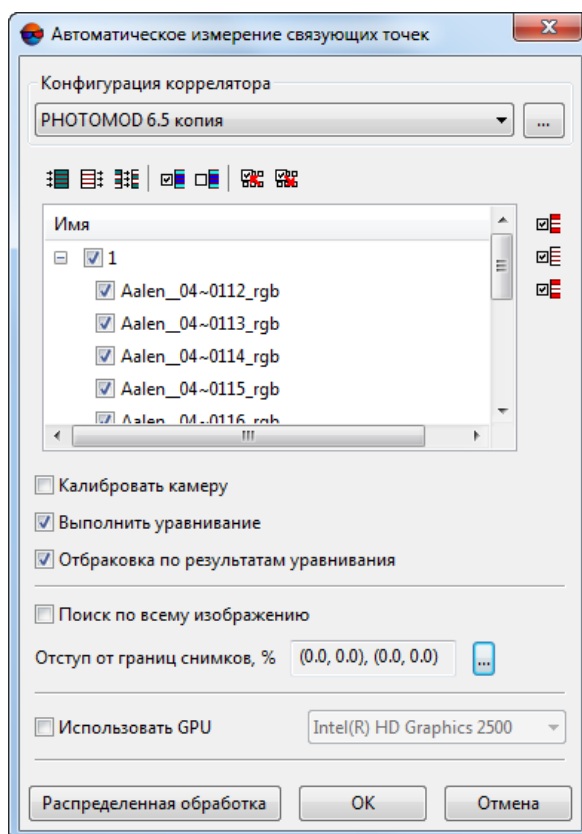 Автоматическое измерение связующих точек
Конфигурация коррелятора
PHOTOMOD 6.5 копия
...
Имя
1
Aalen__04~0112_rgb
Aalen__04~0113_rgb
Aalen__04~0114_rgb
Aalen__04~0115_rgb
Aalen__04~0116_rgb
Калибровать камеру
Выполнить уравнивание
Отбраковка по результатам уравнивания
Поиск по всему изображению
Отступ от границ снимков, % (0.0, 0.0), (0.0, 0.0) ...
Использовать GPU Intel(R) HD Graphics 2500
Распределенная обработка OK Отмена